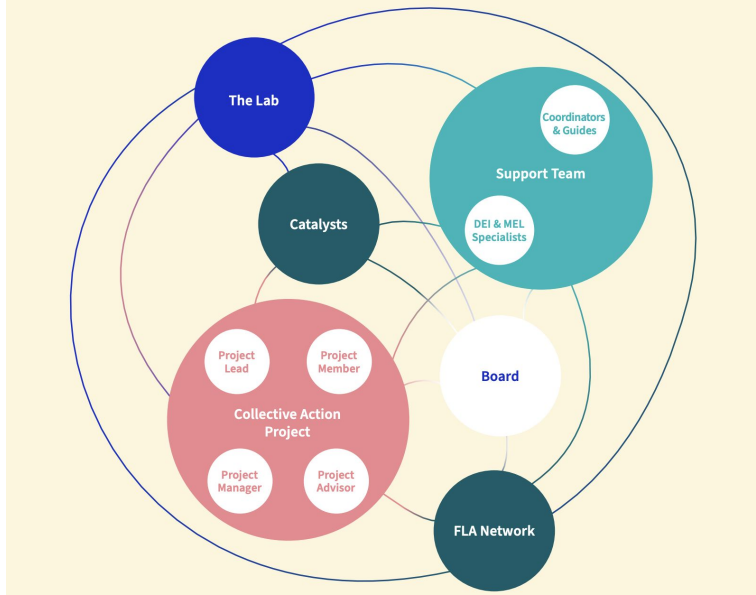 The Lab
Coordinators
& Guides
Support Team
DEI & MEL
Specialists
Catalysts
Project
Lead
Project
Member
Collective Action
Project
Project
Manager
Project
Advisor
Board
FLA Network